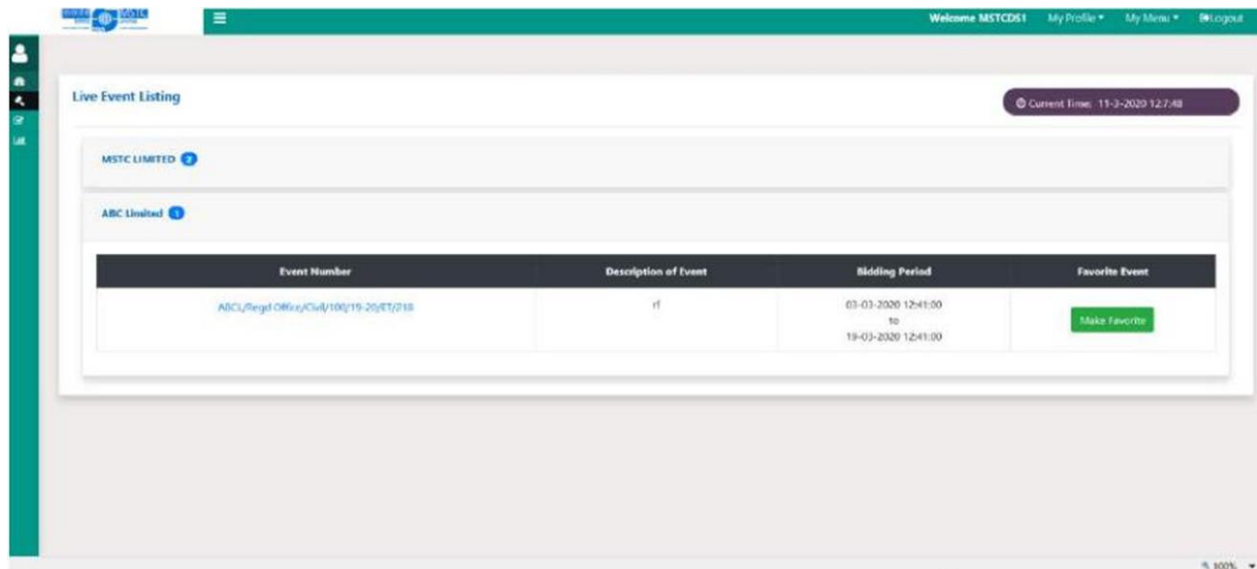 MSTC
Welcome MSTCDS1 My Profile My Menu Logout
Live Event Listing
Current Time: 11-3-2020 12:7:48
MSTC LIMITED 2
ABC Limited 1
Event Number Description of Event Bidding Period Favorite Event
ABCL/Regd Office/Civil/100/19-20/ET/218 rf 03-03-2020 12:41:00
to
19-03-2020 12:41:00
Make Favorite
100%